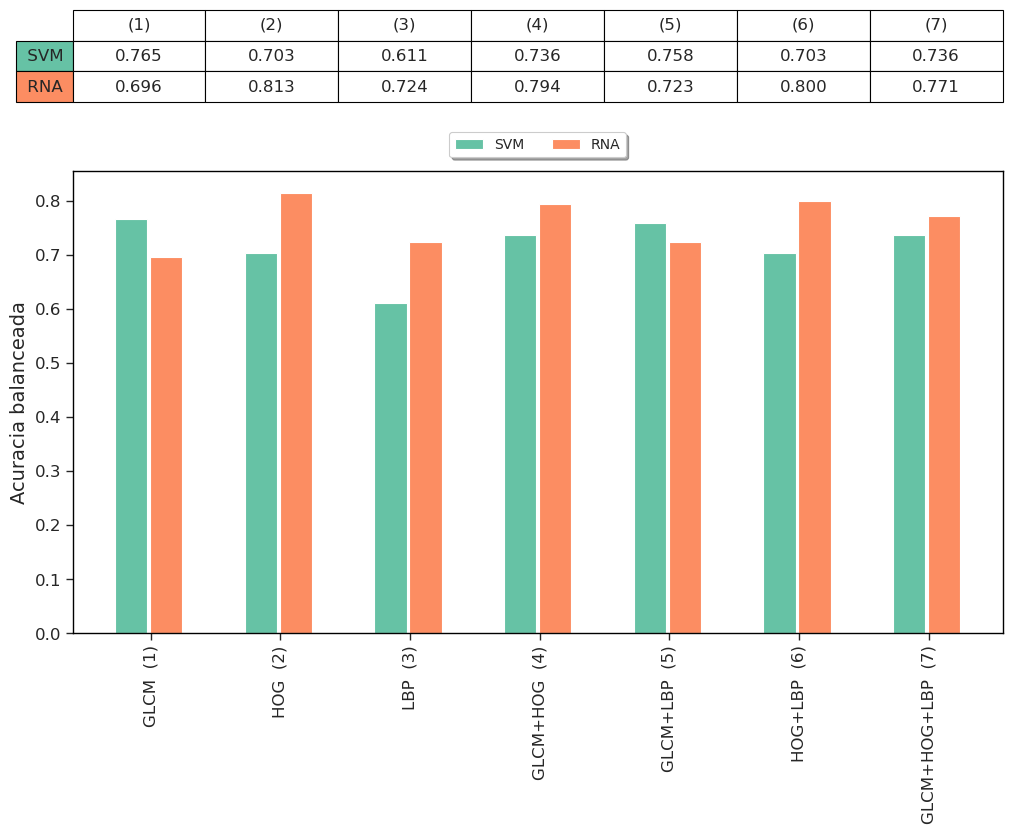 (1) (2) (3) (4) (5) (6) (7)
SVM 0.765 0.703 0.611 0.736 0.758 0.703 0.736
RNA 0.696 0.813 0.724 0.794 0.723 0.800 0.771
SVM RNA
Acuracia balanceada
0.8
0.7
0.6
0.5
0.4
0.3
0.2
0.1
0.0
GLCM (1)
HOG (2)
LBP (3)
GLCM+HOG (4)
GLCM+LBP (5)
HOG+LBP (6)
GLCM+HOG+LBP (7)